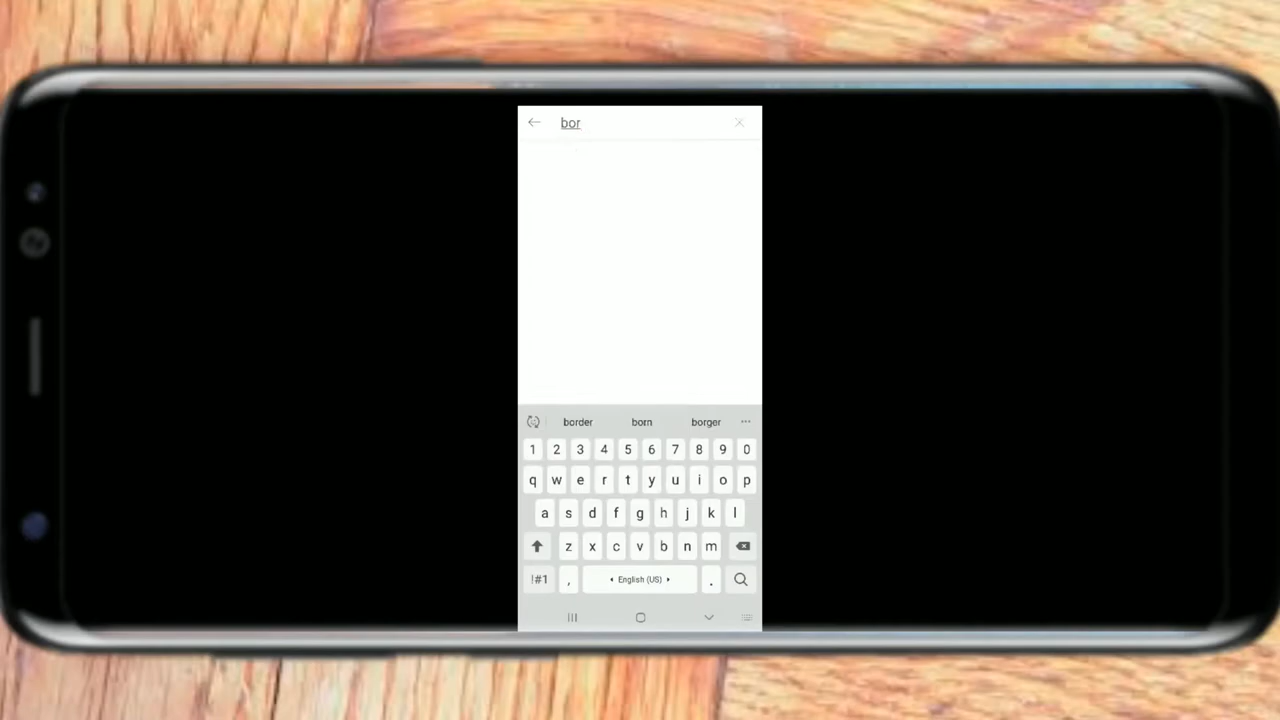 bor
border born borger
1 2 3 4 5 6 7 8 9 0
q w e r t y u i o p
a s d f g h j k l
z x c v b n m
!#1 , English (US) .